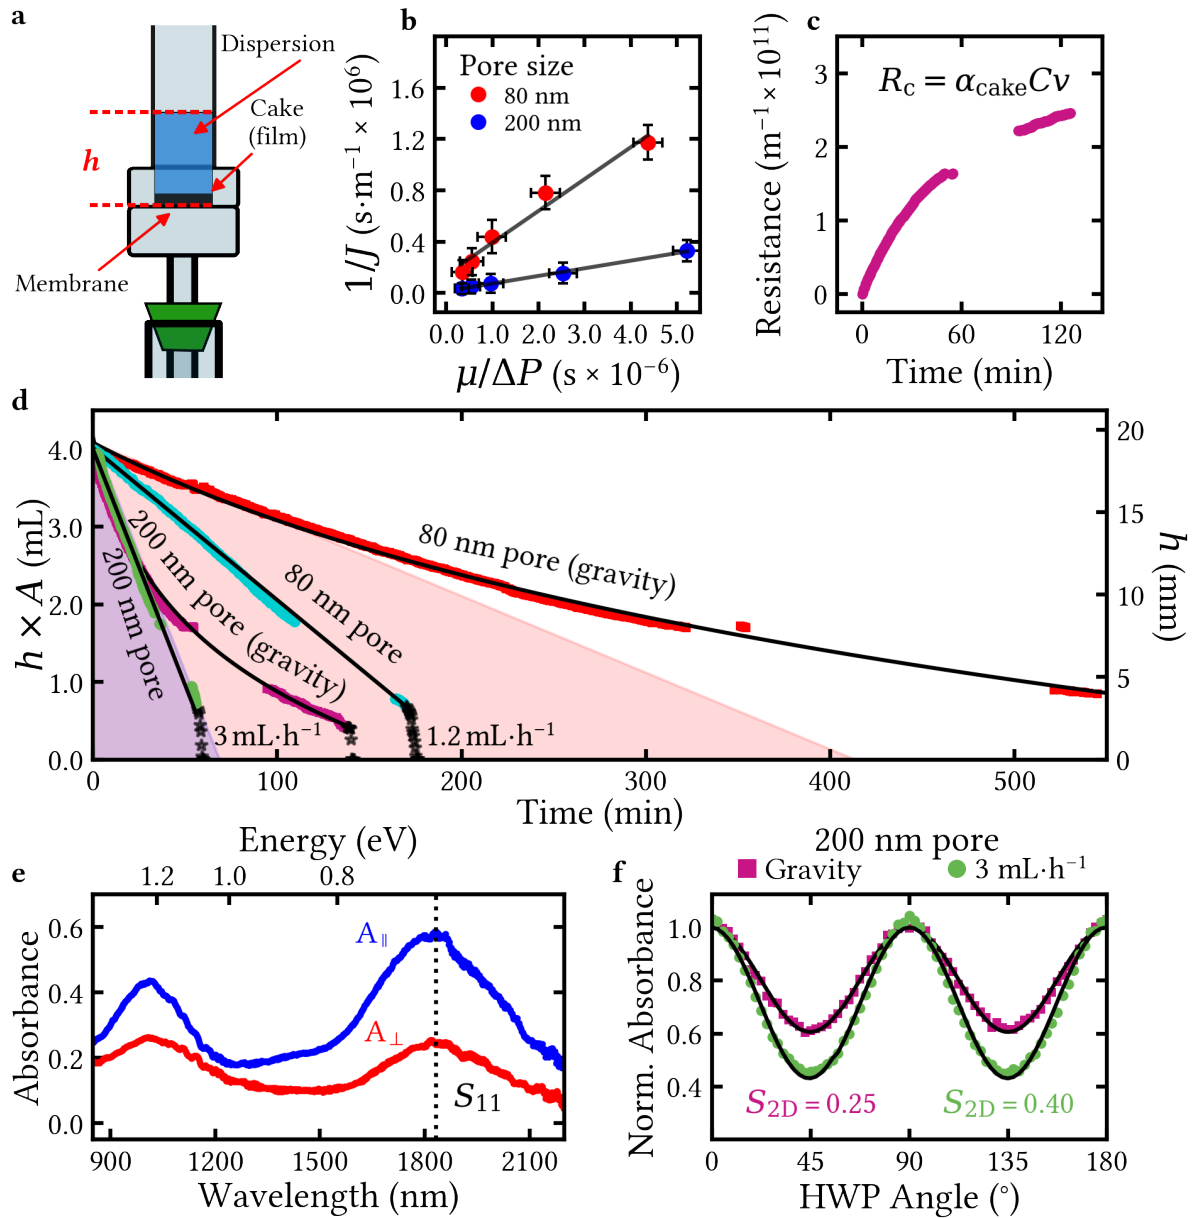 a
Dispersion
Cake
(film)
h
Membrane
b
Pore size
80 nm
200 nm
1/J (s·m⁻¹ × 10⁶)
1.6
1.2
0.8
0.4
0.0
0.0 1.0 2.0 3.0 4.0 5.0
μ/ΔP (s × 10⁻⁶)
c
R_c = α_cake Cv
Resistance (m⁻¹ × 10¹¹)
3
2
1
0
0 60 120
Time (min)
d
h × A (mL)
4.0
3.0
2.0
1.0
0.0
80 nm pore (gravity)
200 nm pore (gravity)
80 nm pore
200 nm pore
3 mL·h⁻¹
1.2 mL·h⁻¹
20
15
10
5
0
h (mm)
0 100 200 300 400 500
Time (min)
Energy (eV)
e
1.2 1.0 0.8
Absorbance
0.6
0.4
0.2
0.0
A∥
A⊥
S₁₁
900 1200 1500 1800 2100
Wavelength (nm)
200 nm pore
f
Gravity
3 mL·h⁻¹
Norm. Absorbance
1.0
0.8
0.6
0.4
S₂D = 0.25
S₂D = 0.40
0 45 90 135 180
HWP Angle (°)